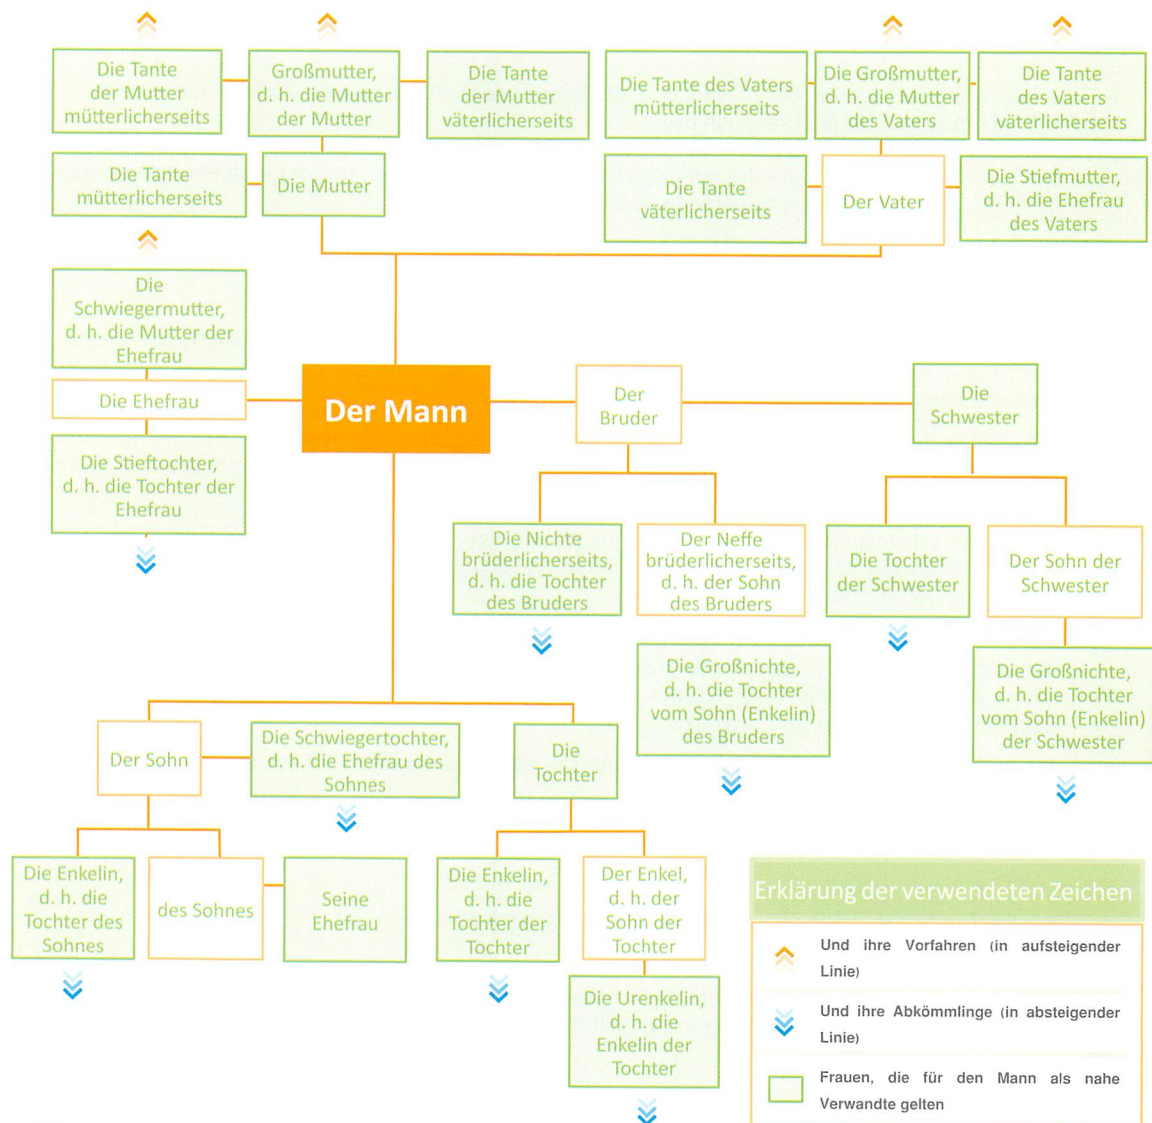 Die Tante
der Mutter
mütterlicherseits
Großmutter,
d. h. die Mutter
der Mutter
Die Tante
der Mutter
väterlicherseits
Die Tante des Vaters
mütterlicherseits
Die Großmutter,
d. h. die Mutter
des Vaters
Die Tante
des Vaters
väterlicherseits
Die Tante
mütterlicherseits
Die Mutter
Die Tante
väterlicherseits
Der Vater
Die Stiefmutter,
d. h. die Ehefrau
des Vaters
Die
Schwiegermutter,
d. h. die Mutter der
Ehefrau
Die Ehefrau
Der Mann
Der
Bruder
Die
Schwester
Die Stieftochter,
d. h. die Tochter der
Ehefrau
Die Nichte
brüderlicherseits,
d. h. die Tochter
des Bruders
Der Neffe
brüderlicherseits,
d. h. der Sohn
des Bruders
Die Tochter
der Schwester
Der Sohn der
Schwester
Die Großnichte,
d. h. die Tochter
vom Sohn (Enkelin)
des Bruders
Die Großnichte,
d. h. die Tochter
vom Sohn (Enkelin)
der Schwester
Der Sohn
Die Schwiegertochter,
d. h. die Ehefrau des
Sohnes
Die
Tochter
Die Enkelin,
d. h. die
Tochter des
Sohnes
des Sohnes
Seine
Ehefrau
Die Enkelin,
d. h. die
Tochter der
Tochter
Der Enkel,
d. h. der
Sohn der
Tochter
Die Urenkelin,
d. h. die
Enkelin der
Tochter
Erklärung der verwendeten Zeichen
Und ihre Vorfahren (in aufsteigender
Linie)
Und ihre Abkömmlinge (in absteigender
Linie)
Frauen, die für den Mann als nahe
Verwandte gelten